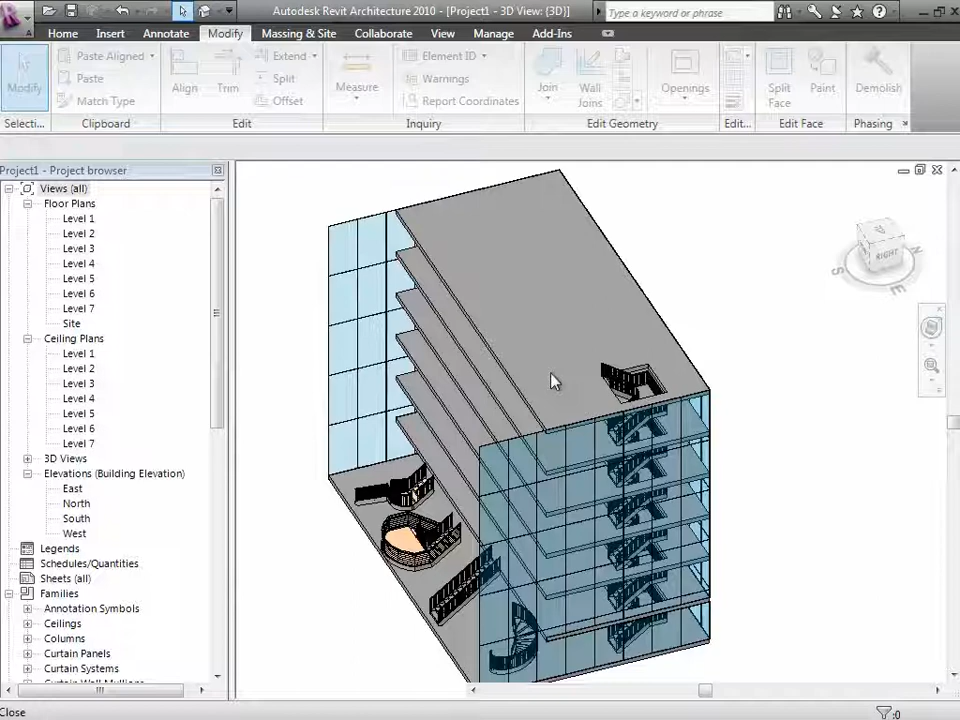 Autodesk Revit Architecture 2010 - [Project1 - 3D View: {3D}]
Type a keyword or phrase
Home Insert Annotate Modify Massing & Site Collaborate View Manage Add-Ins
Modify
Paste Aligned
Paste
Match Type
Align
Trim
Extend
Split
Offset
Measure
Element ID
Warnings
Report Coordinates
Join
Wall
Joins
Openings
Split
Face
Paint
Demolish
Selecti... Clipboard Edit Inquiry Edit Geometry Edit... Edit Face Phasing
Project1 - Project browser
Views (all)
Floor Plans
Level 1
Level 2
Level 3
Level 4
Level 5
Level 6
Level 7
Site
Ceiling Plans
Level 1
Level 2
Level 3
Level 4
Level 5
Level 6
Level 7
3D Views
Elevations (Building Elevation)
East
North
South
West
Legends
Schedules/Quantities
Sheets (all)
Families
Annotation Symbols
Ceilings
Columns
Curtain Panels
Curtain Systems
Curtain Wall Mullions
RIGHT
S
E
N
Close
:0